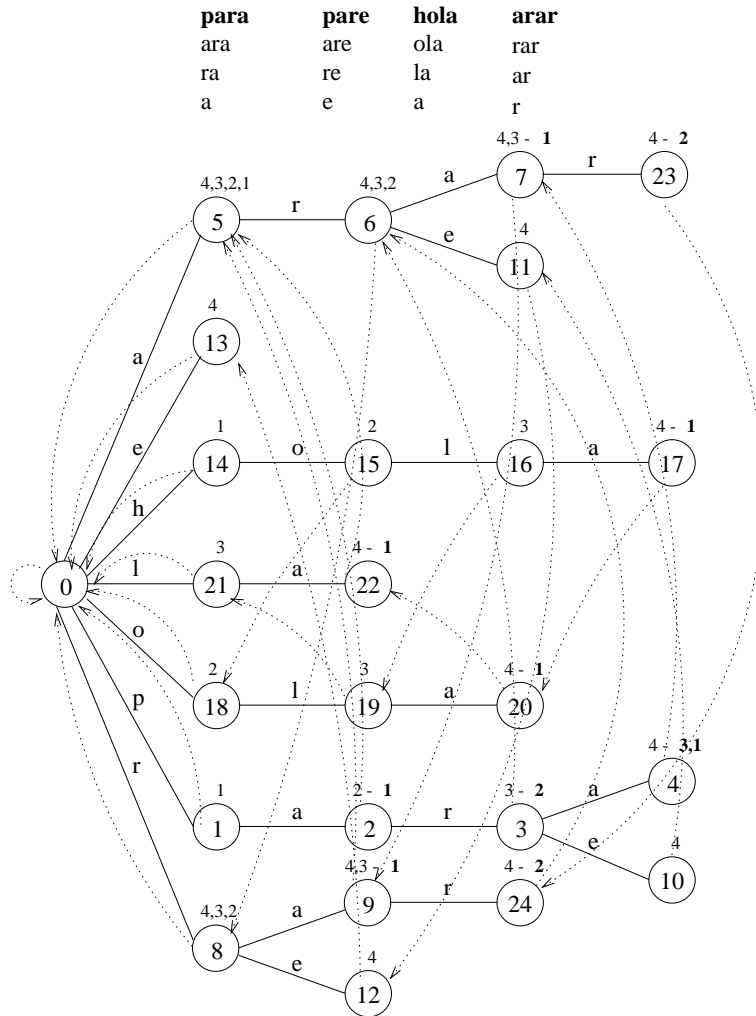 para pare hola arar
ara are ola rar
ra re la ar
a e a r
4,3 - 1 4 - 2
a 7 r 23
4,3,2,1 4,3,2
5 r 6 4
e 11
4
13
a
1 2 3 4 - 1
e 14 o 15 l 16 a 17
h
3 4 - 1
0 l 21 a 22
o
2 3 4 - 1
p 18 l 19 a 20
r
4 - 3,1
1 2 - 1 3 - 2 a 4
1 a 2 r 3
e 4
4,3 - 1 4 - 2 10
4,3,2 a 9 r 24
8 4
e 12